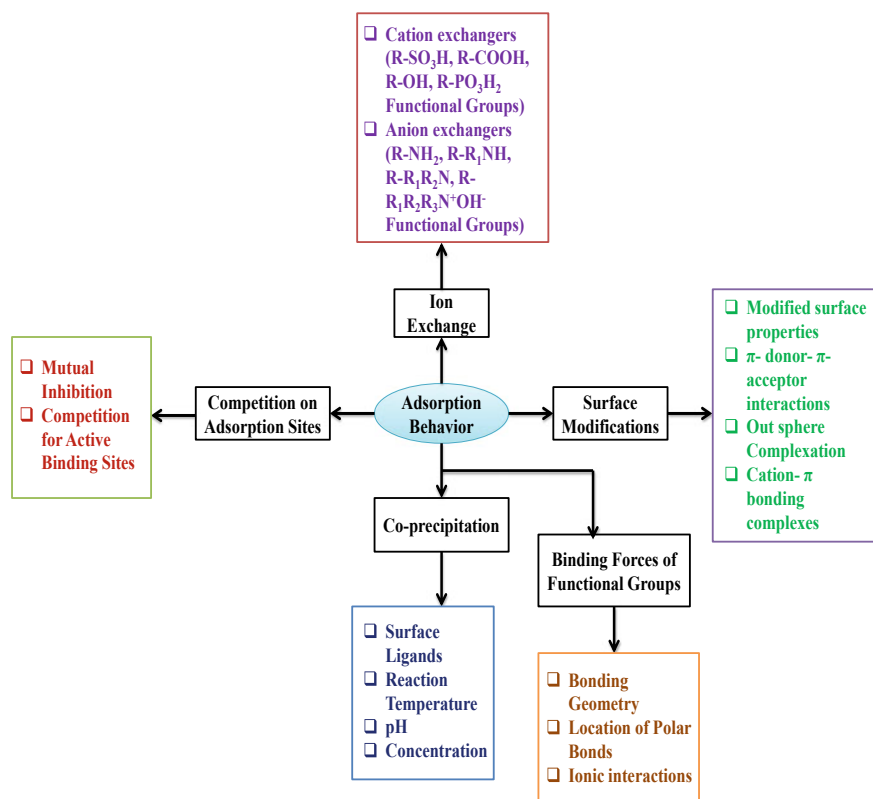 ❑ Cation exchangers
(R-SO₃H, R-COOH,
R-OH, R-PO₃H₂
Functional Groups)
❑ Anion exchangers
(R-NH₂, R-R₁NH,
R-R₁R₂N, R-
R₁R₂R₃N⁺OH⁻
Functional Groups)
Ion
Exchange
❑ Mutual
Inhibition
❑ Competition
for Active
Binding Sites
Competition on
Adsorption Sites
Adsorption
Behavior
Surface
Modifications
❑ Modified surface
properties
❑ π- donor- π-
acceptor
interactions
❑ Out sphere
Complexation
❑ Cation- π
bonding
complexes
Co-precipitation
Binding Forces of
Functional Groups
❑ Surface
Ligands
❑ Reaction
Temperature
❑ pH
❑ Concentration
❑ Bonding
Geometry
❑ Location of Polar
Bonds
❑ Ionic interactions